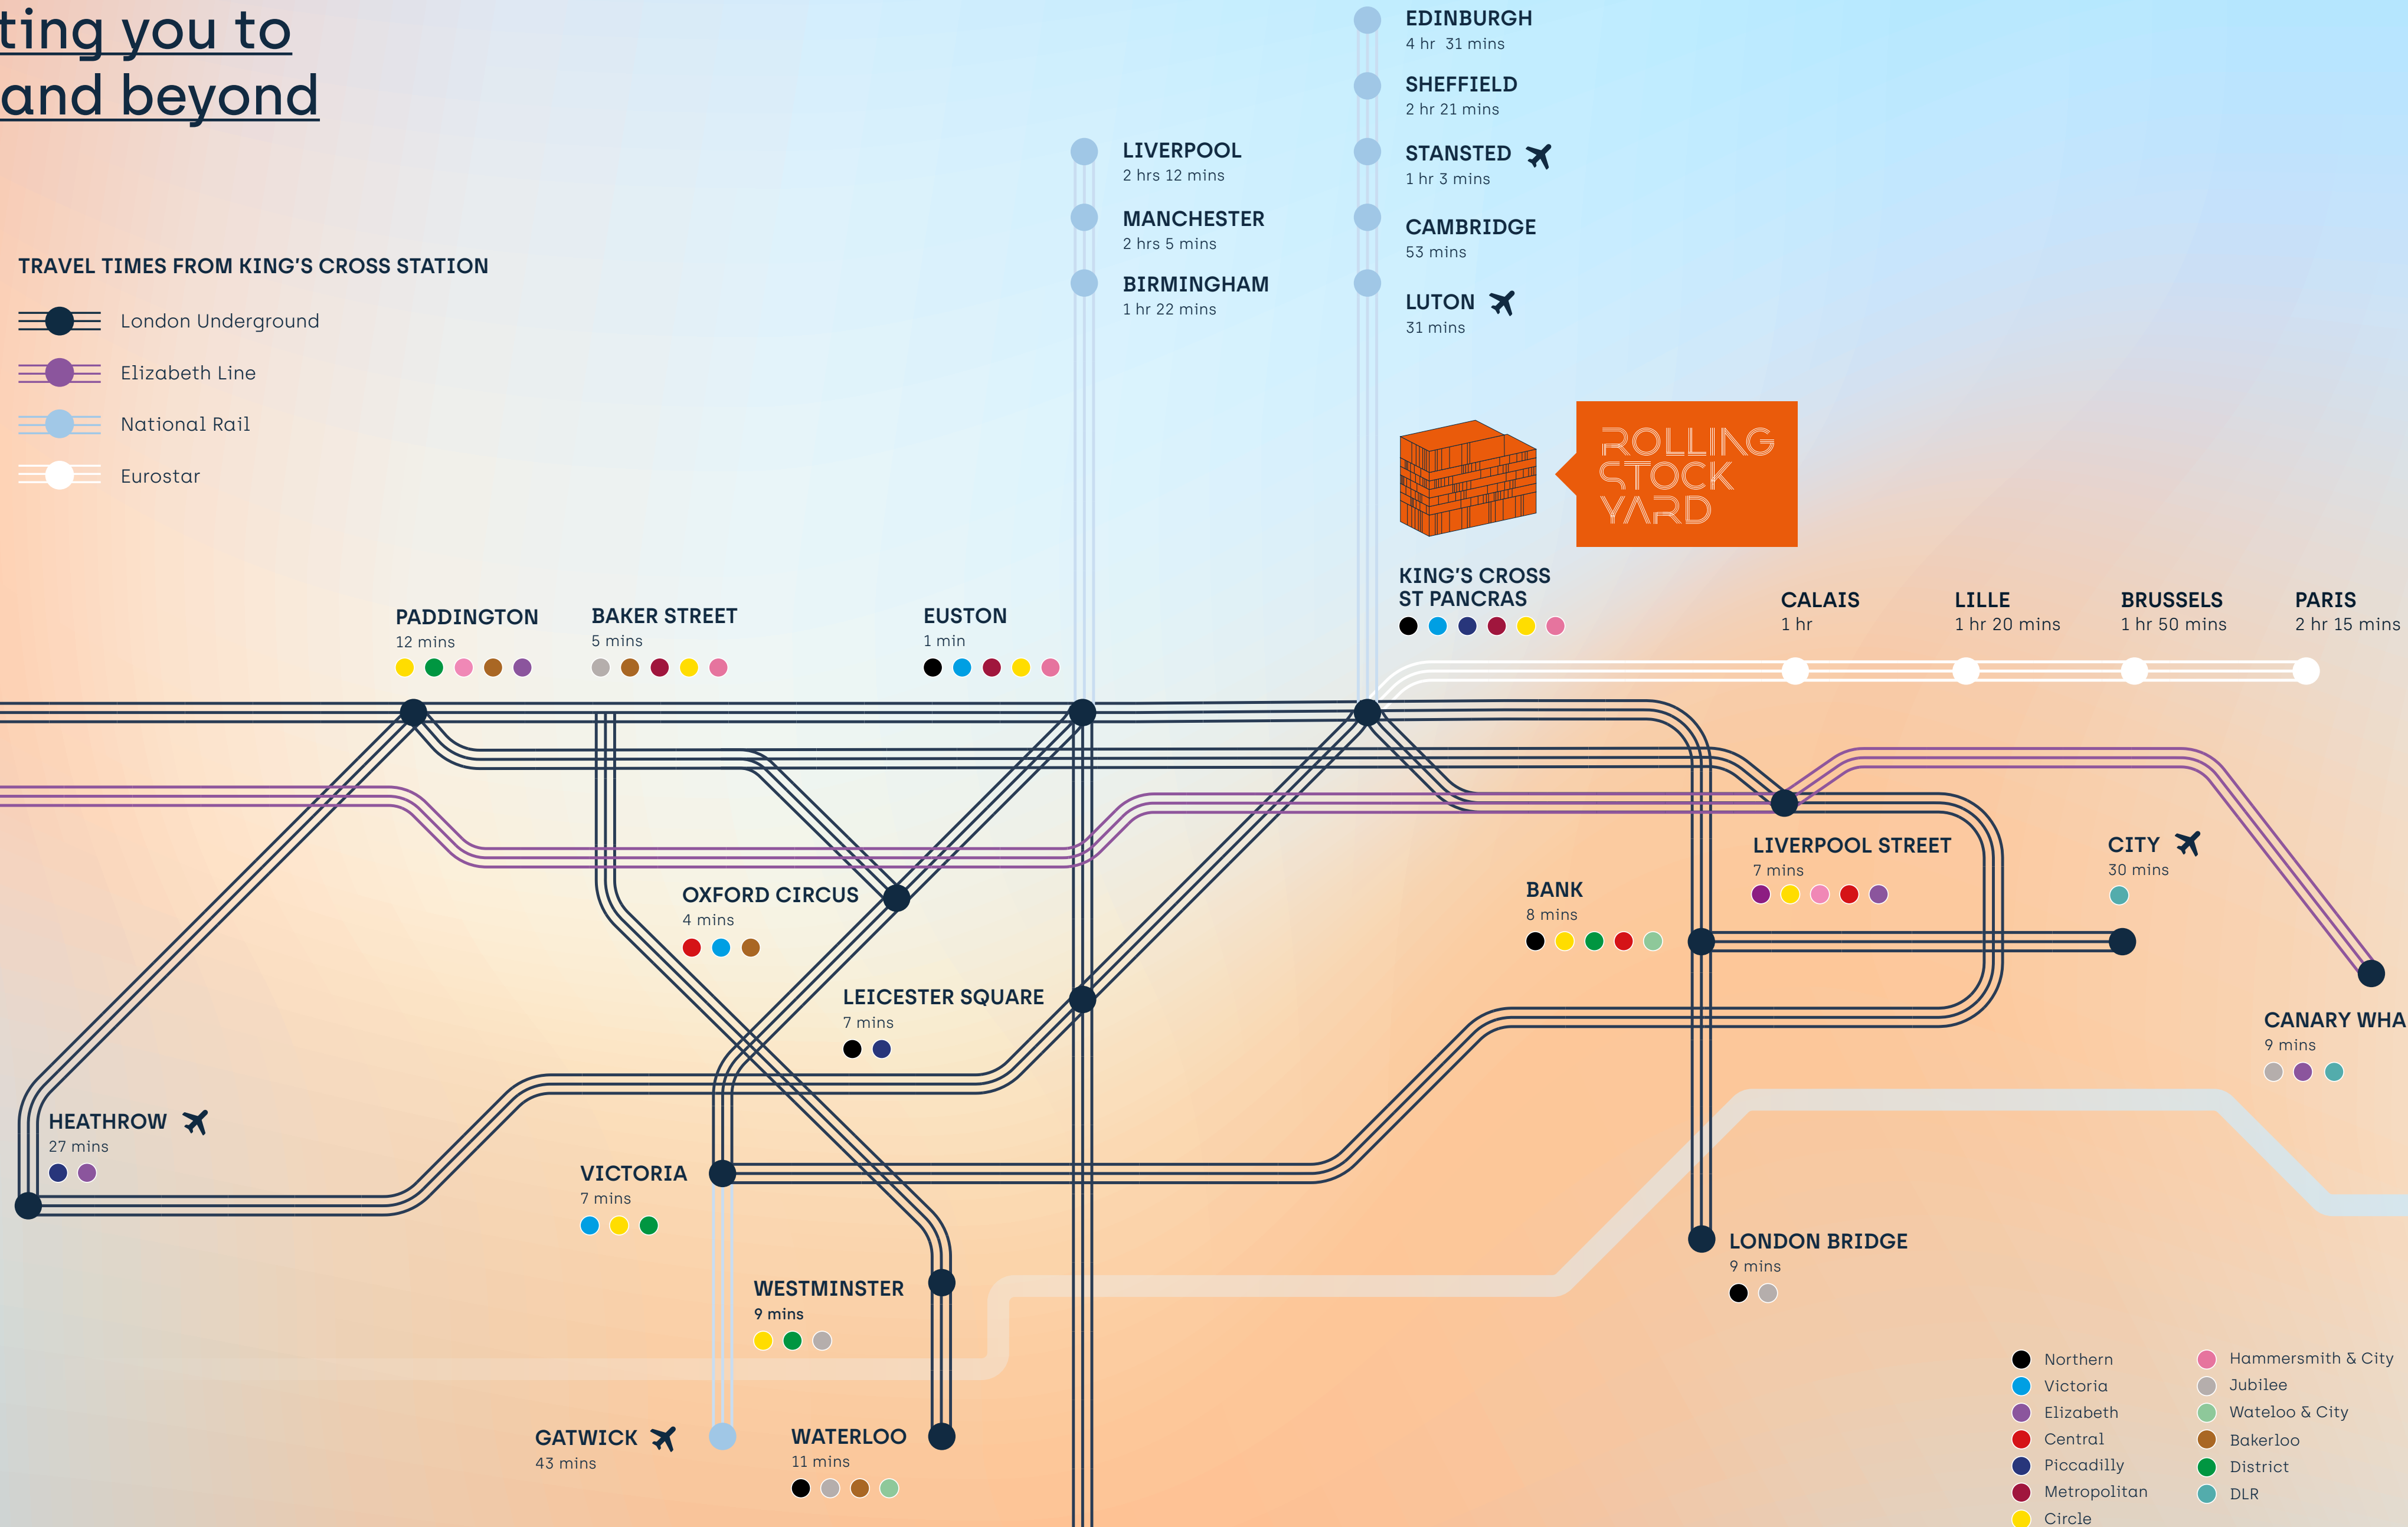 ting you to
and beyond
TRAVEL TIMES FROM KING'S CROSS STATION
London Underground
Elizabeth Line
National Rail
Eurostar
EDINBURGH
4 hr 31 mins
SHEFFIELD
2 hr 21 mins
STANSTED
1 hr 3 mins
CAMBRIDGE
53 mins
LUTON
31 mins
LIVERPOOL
2 hrs 12 mins
MANCHESTER
2 hrs 5 mins
BIRMINGHAM
1 hr 22 mins
ROLLING
STOCK
YARD
KING'S CROSS
ST PANCRAS
CALAIS
1 hr
LILLE
1 hr 20 mins
BRUSSELS
1 hr 50 mins
PARIS
2 hr 15 mins
PADDINGTON
12 mins
BAKER STREET
5 mins
EUSTON
1 min
OXFORD CIRCUS
4 mins
LEICESTER SQUARE
7 mins
BANK
8 mins
LIVERPOOL STREET
7 mins
CITY
30 mins
CANARY WHA
9 mins
HEATHROW
27 mins
VICTORIA
7 mins
WESTMINSTER
9 mins
LONDON BRIDGE
9 mins
GATWICK
43 mins
WATERLOO
11 mins
Northern
Victoria
Elizabeth
Central
Piccadilly
Metropolitan
Circle
Hammersmith & City
Jubilee
Wateloo & City
Bakerloo
District
DLR